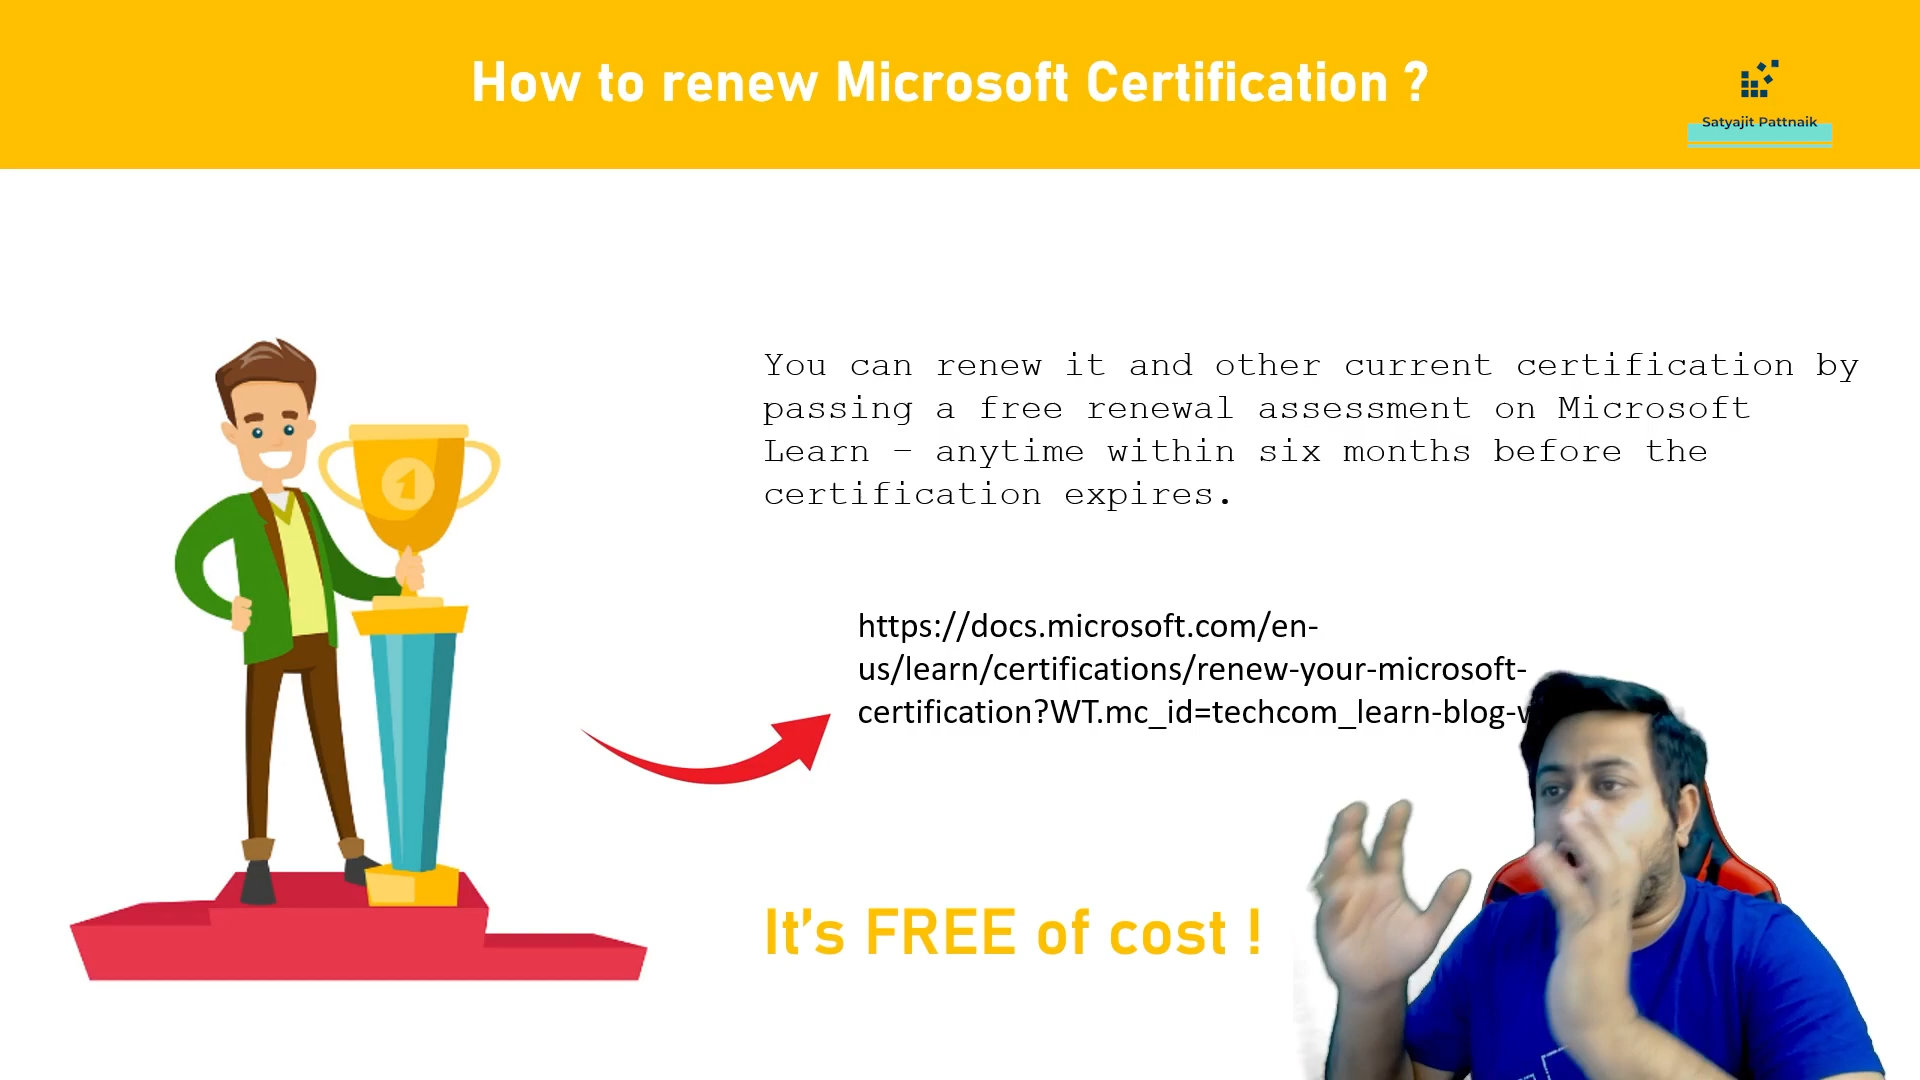 How to renew Microsoft Certification ?
Satyajit Pattnaik
You can renew it and other current certification by
passing a free renewal assessment on Microsoft
Learn – anytime within six months before the
certification expires.
1
https://docs.microsoft.com/en-
us/learn/certifications/renew-your-microsoft-
certification?WT.mc_id=techcom_learn-blog-
It's FREE of cost !